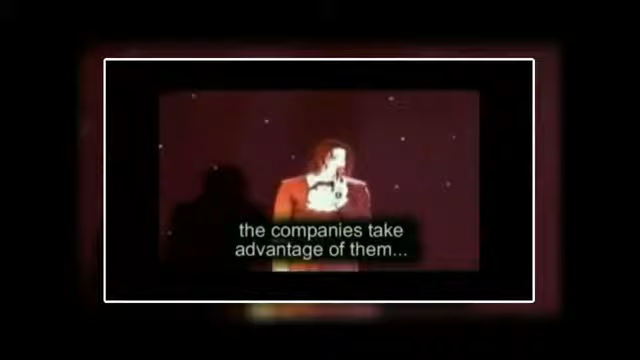 the companies take
advantage of them...